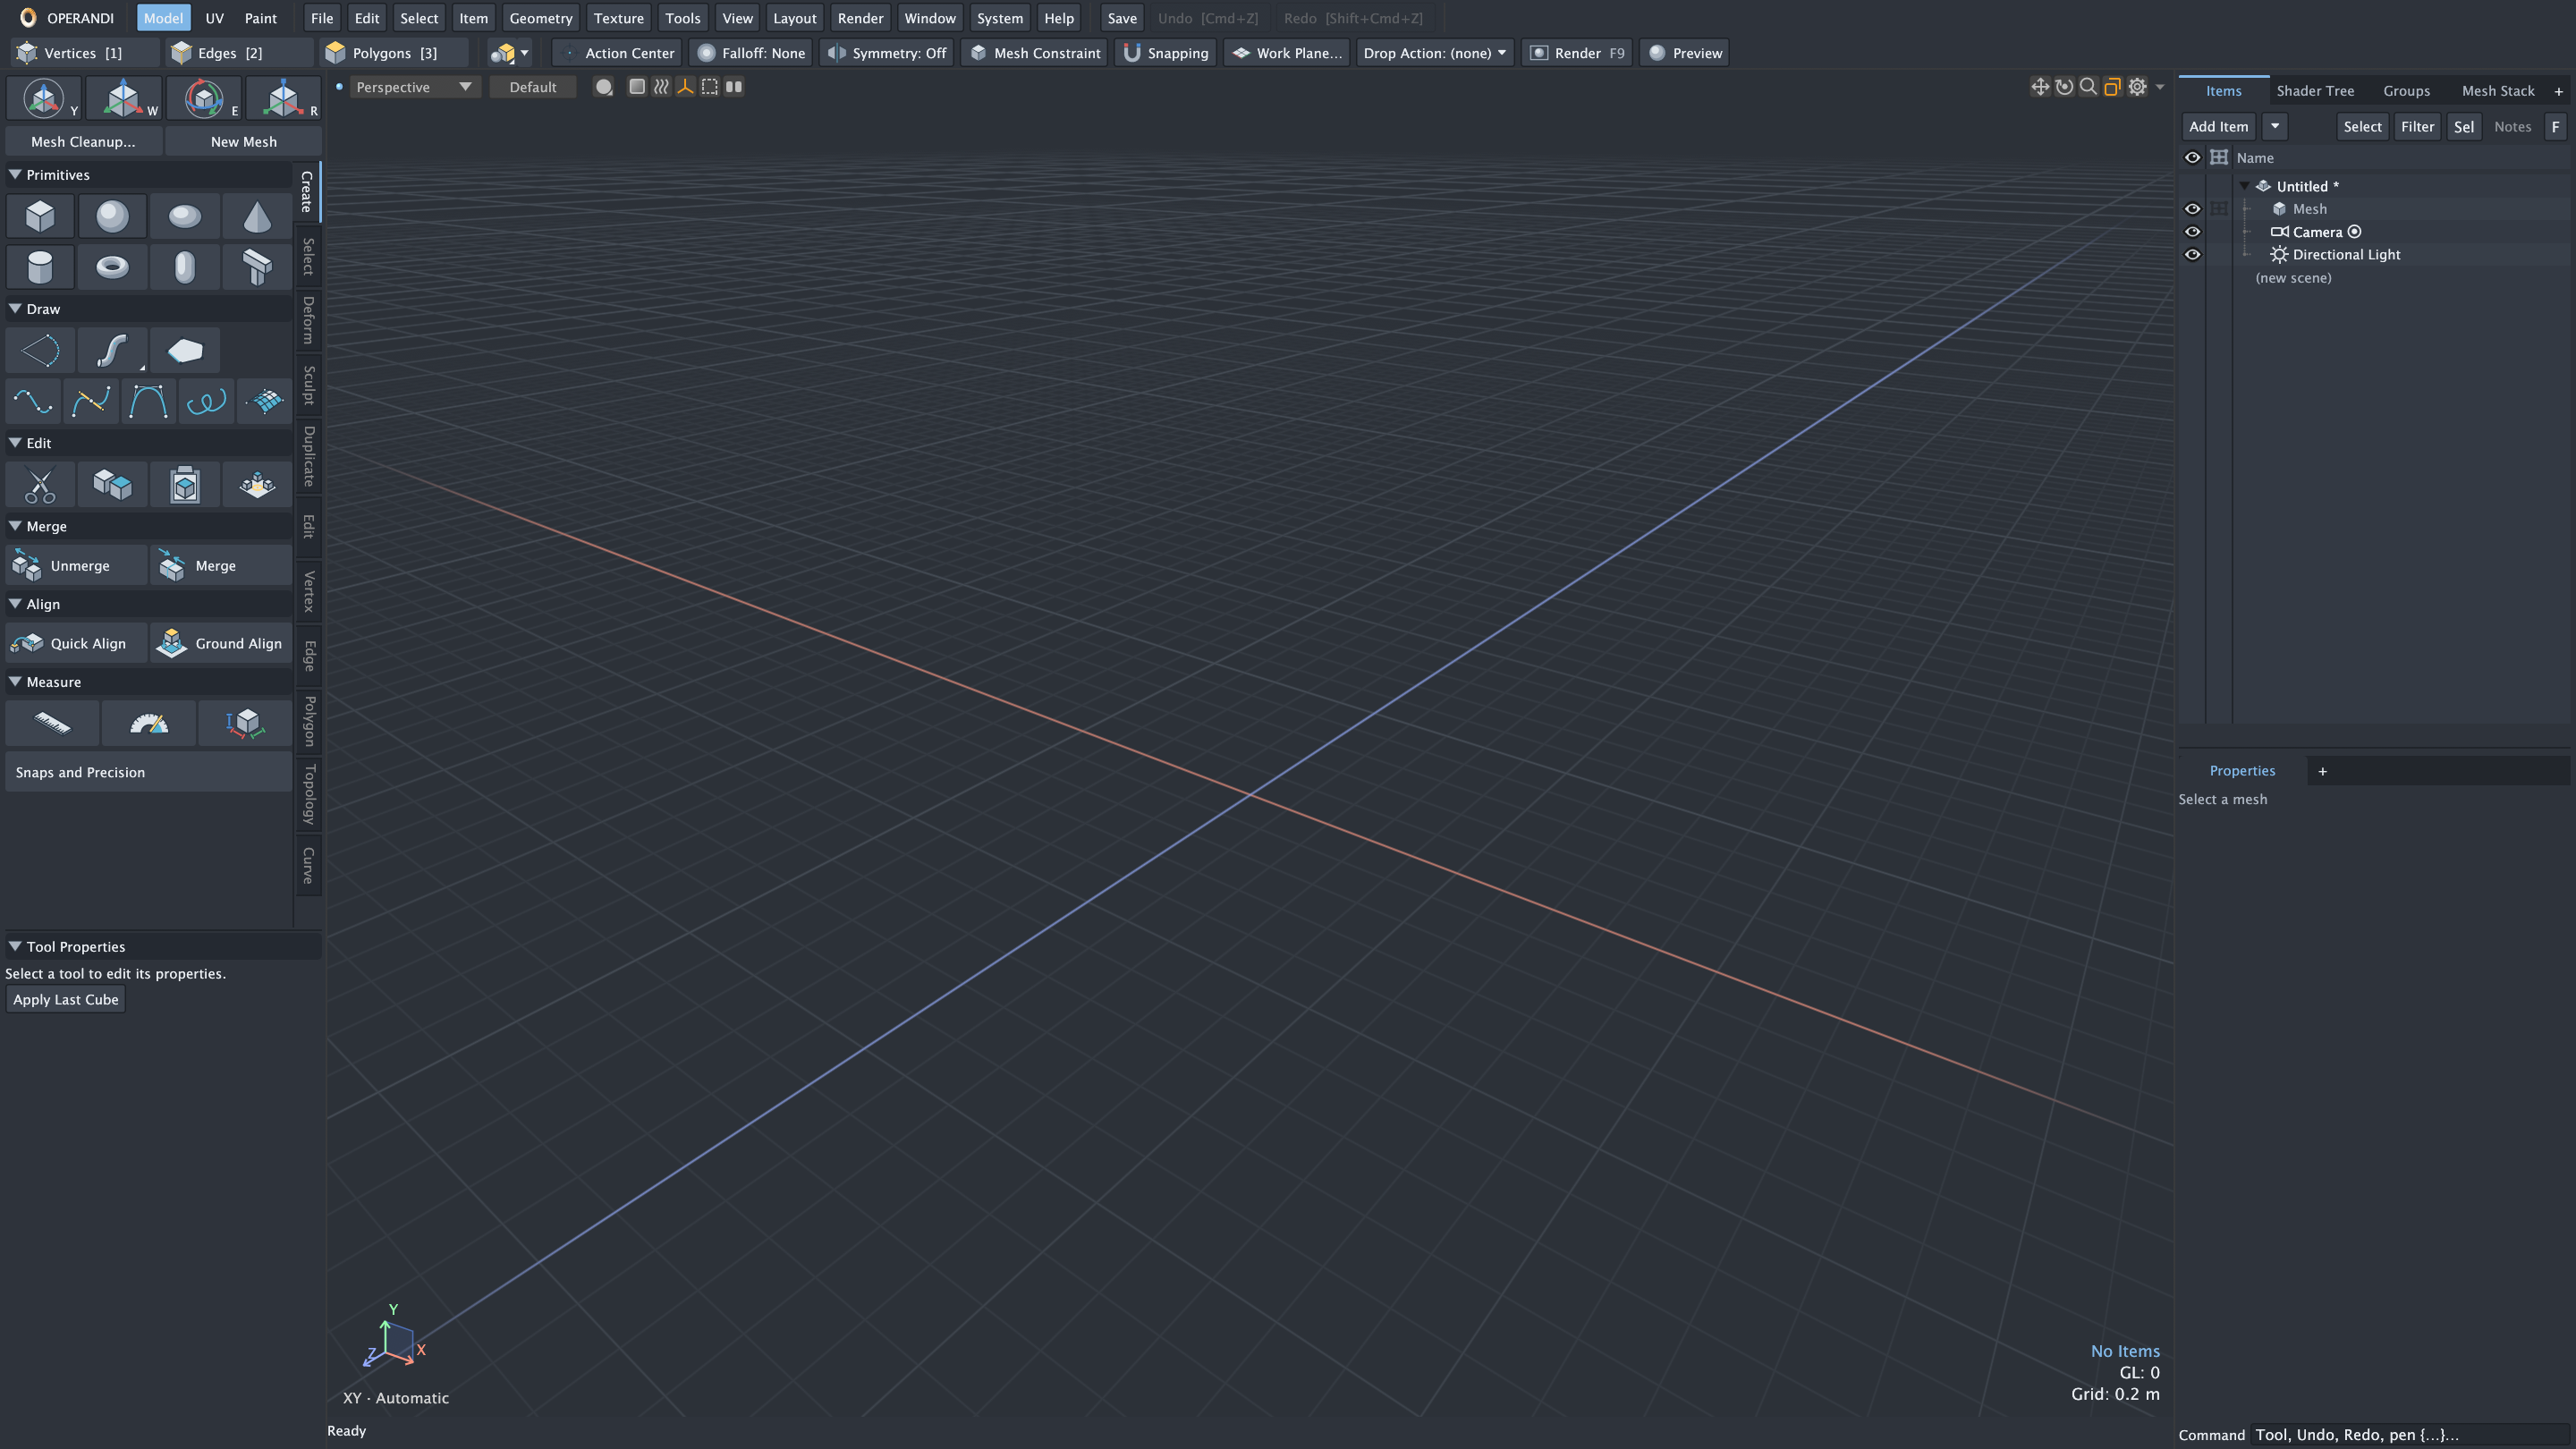 OPERANDI Model UV Paint File Edit Select Item Geometry Texture Tools View Layout Render Window System Help Save Undo [Cmd+Z] Redo [Shift+Cmd+Z]
Vertices [1] Edges [2] Polygons [3] Action Center Falloff: None Symmetry: Off Mesh Constraint Snapping Work Plane... Drop Action: (none) Render F9 Preview
Y W E R
Mesh Cleanup... New Mesh
Primitives
Draw
Edit
Merge
Unmerge Merge
Align
Quick Align Ground Align
Measure
Snaps and Precision
Create
Select
Deform
Sculpt
Duplicate
Edit
Vertex
Edge
Polygon
Topology
Curve
Tool Properties
Select a tool to edit its properties.
Apply Last Cube
Perspective Default
Y
Z X
XY · Automatic
No Items
GL: 0
Grid: 0.2 m
Ready
Items Shader Tree Groups Mesh Stack +
Add Item Select Filter Sel Notes F
Name
Untitled *
Mesh
Camera
Directional Light
(new scene)
Properties +
Select a mesh
Command Tool, Undo, Redo, pen {...}...